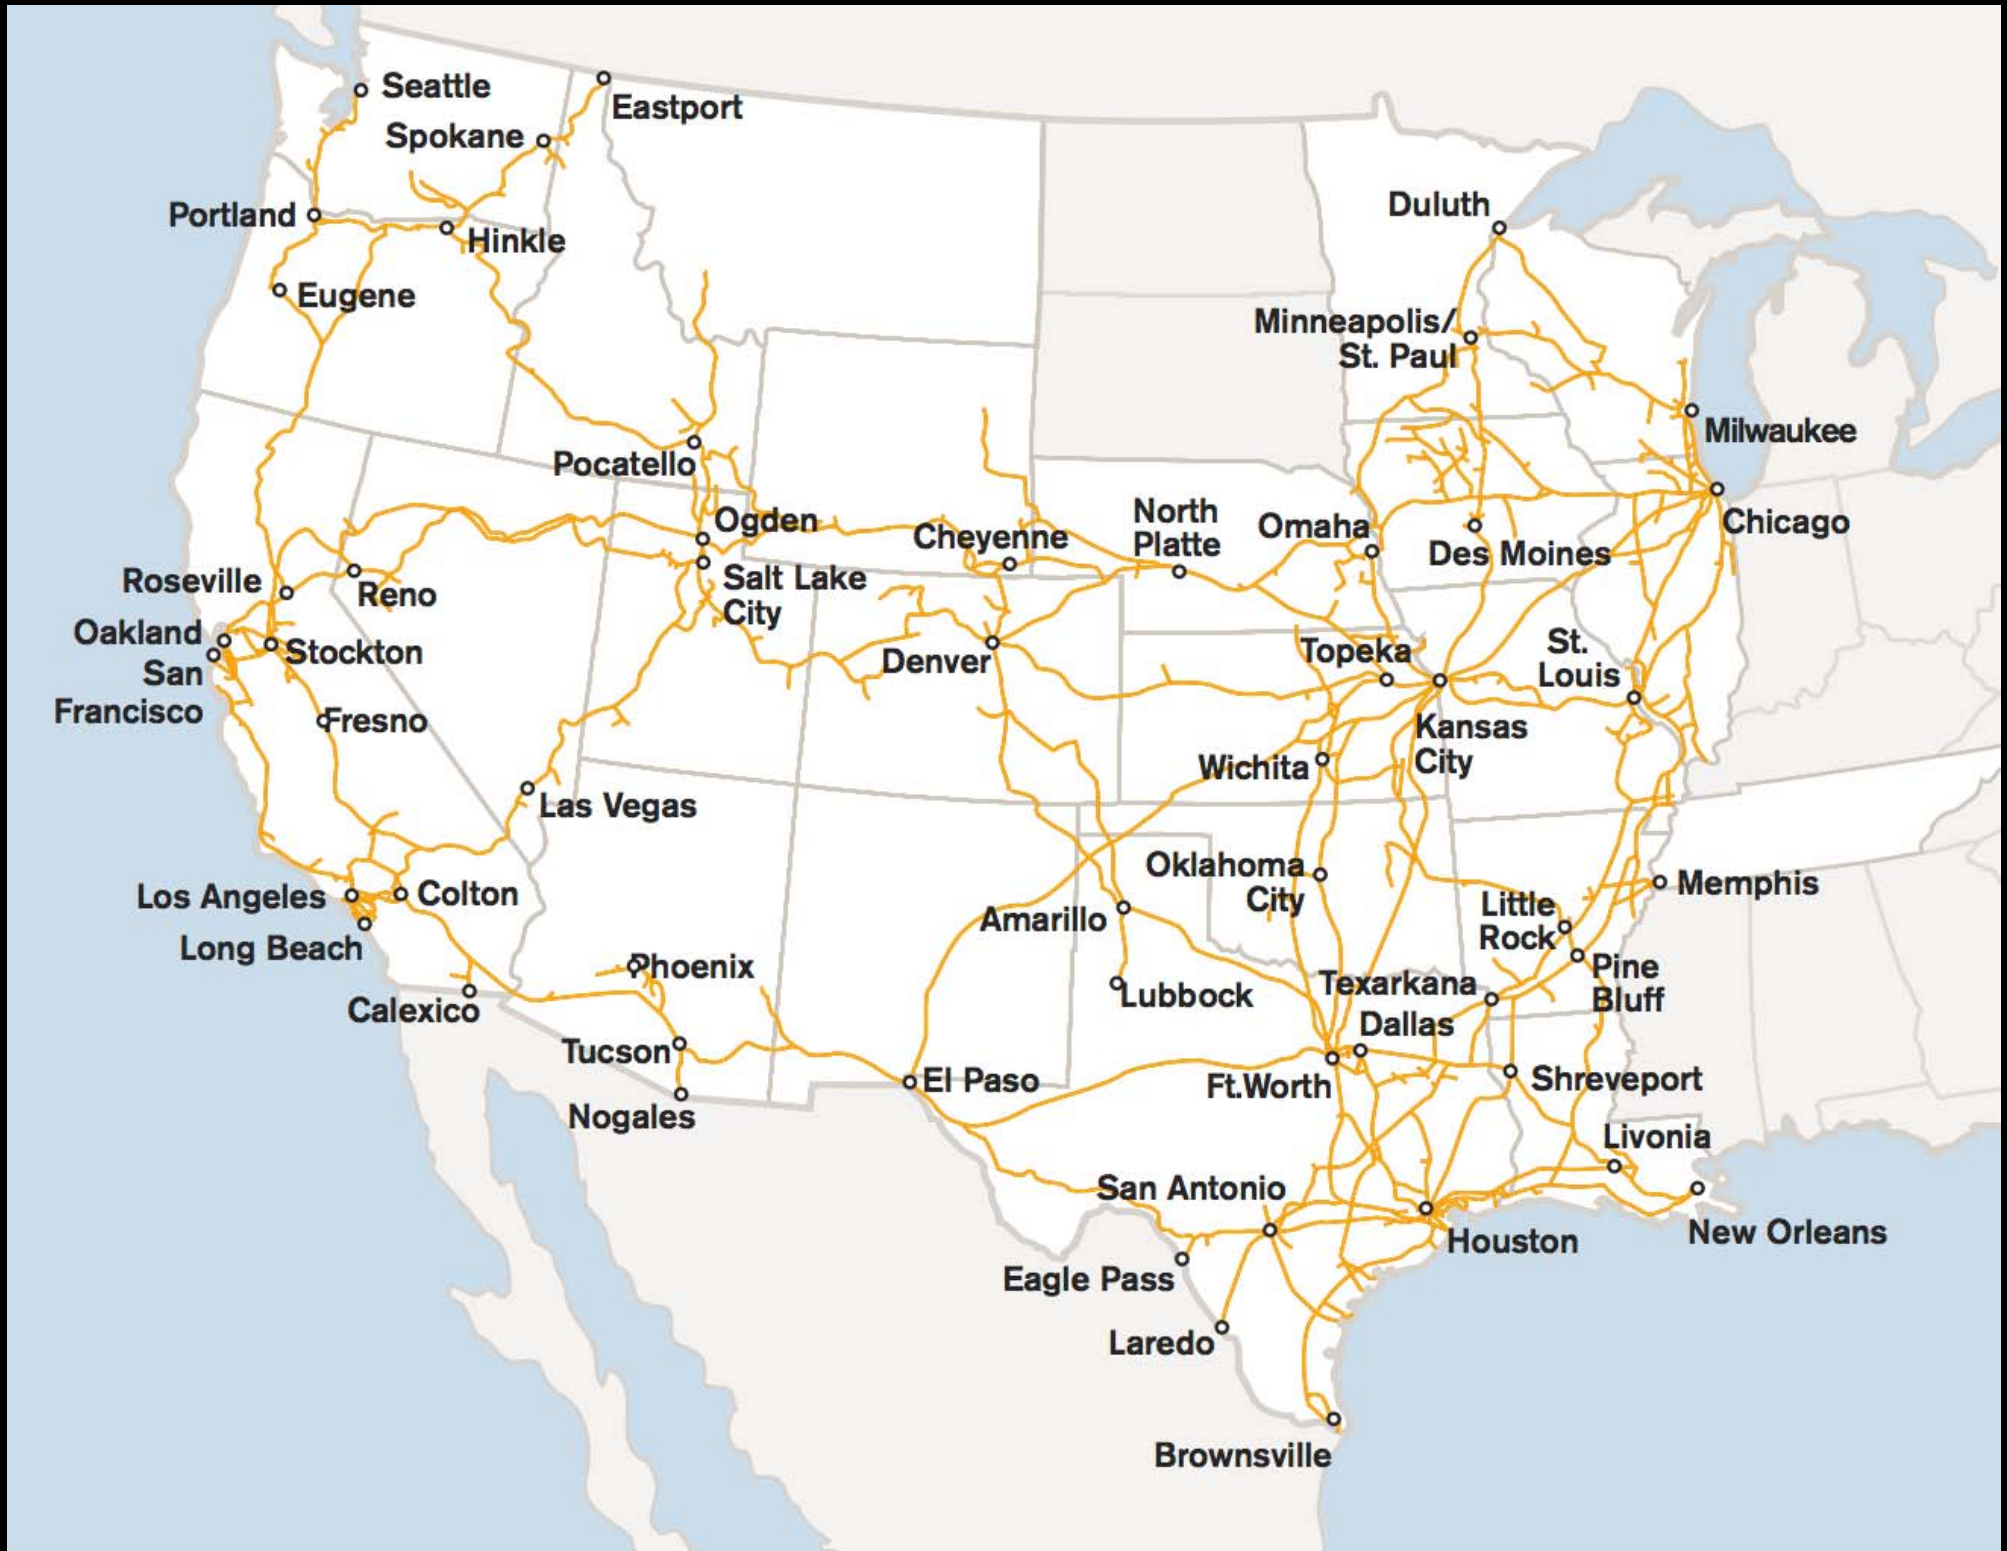 Seattle
Eastport
Spokane
Duluth
Portland
Hinkle
Eugene
Minneapolis/
St. Paul
Milwaukee
Pocatello
North
Platte
Ogden
Omaha
Chicago
Cheyenne
Des Moines
Roseville
Reno
Salt Lake
City
Oakland
Stockton
San
Francisco
Denver
Topeka
St.
Louis
Fresno
Kansas
City
Wichita
Las Vegas
Oklahoma
City
Memphis
Los Angeles
Colton
Amarillo
Little
Rock
Long Beach
Phoenix
Pine
Bluff
Texarkana
Lubbock
Calexico
Dallas
Tucson
El Paso
Ft.Worth
Shreveport
Nogales
Livonia
San Antonio
New Orleans
Houston
Eagle Pass
Laredo
Brownsville